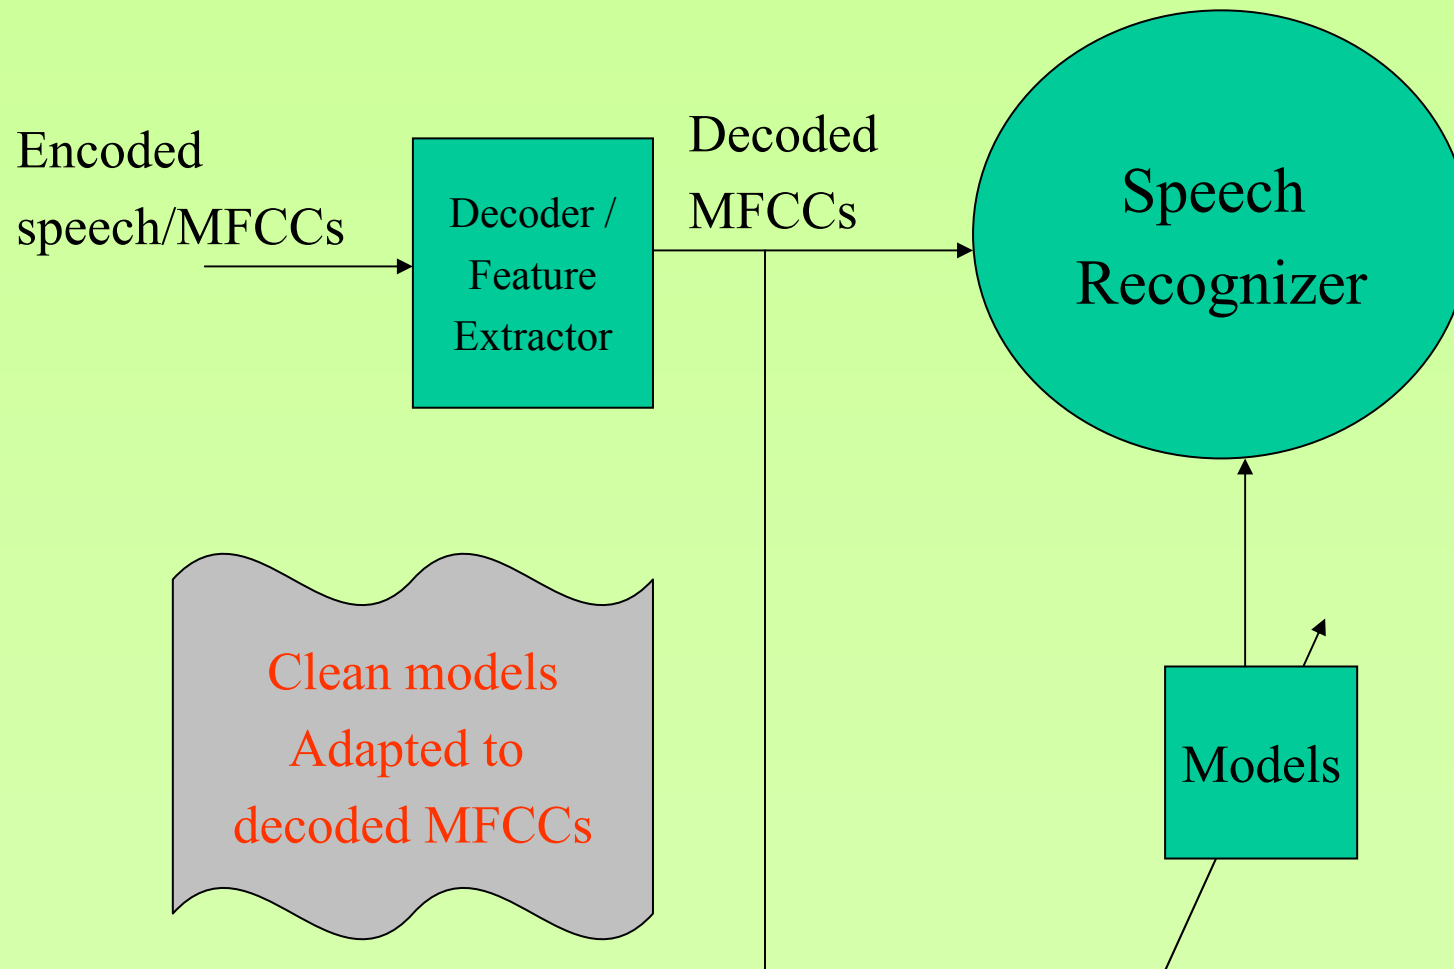 Encoded
speech/MFCCs
Decoder /
Feature
Extractor
Decoded
MFCCs
Speech
Recognizer
Clean models
Adapted to
decoded MFCCs
Models